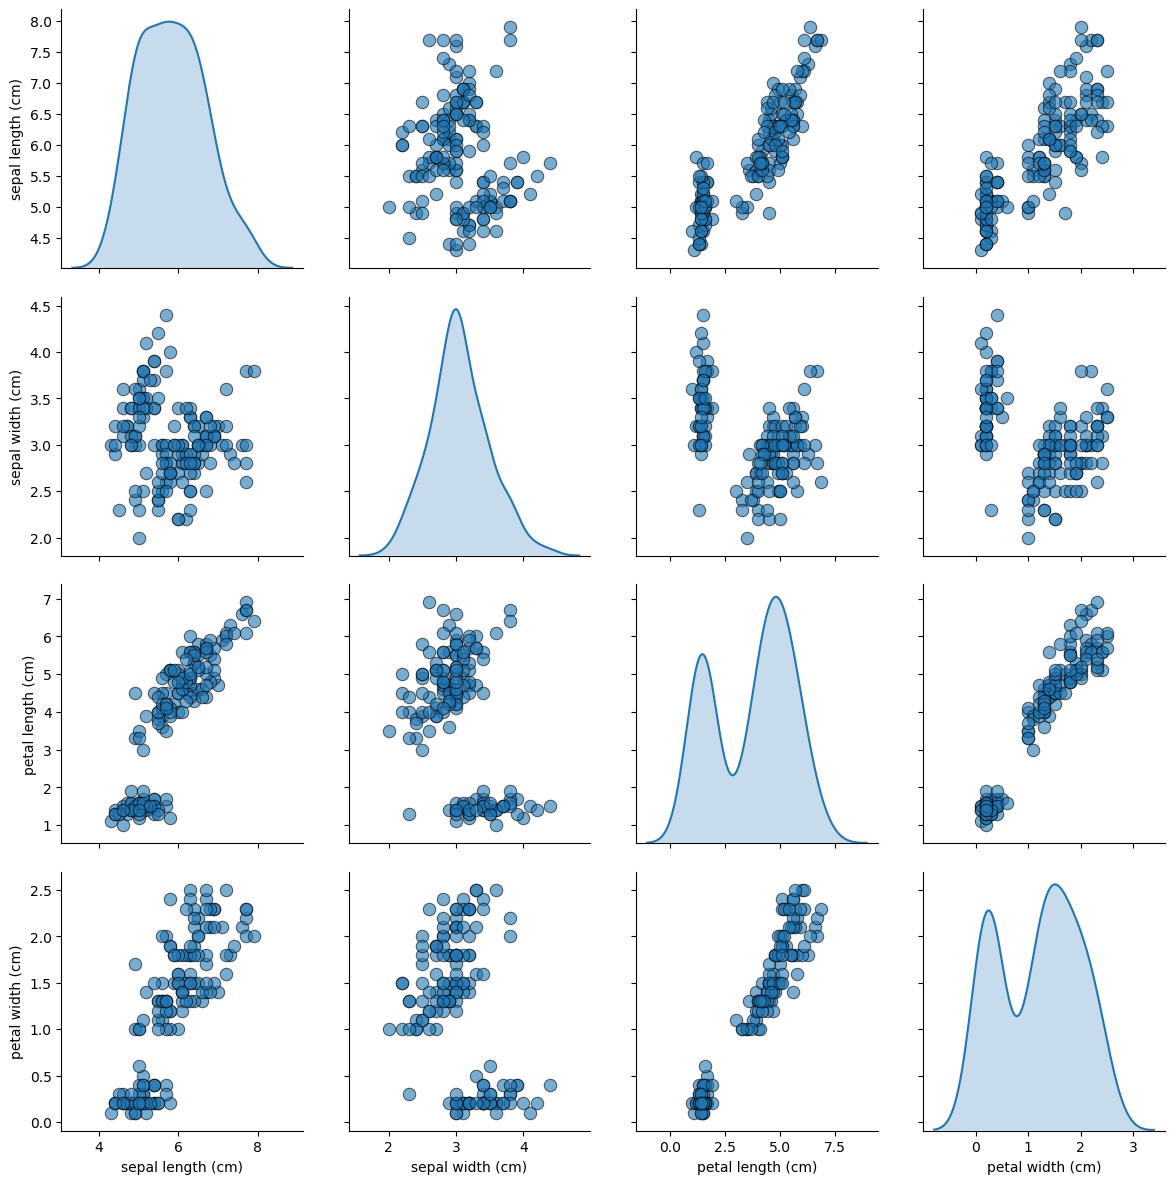 8.0
7.5
7.0
6.5
6.0
5.5
5.0
4.5
sepal length (cm)
4.5
4.0
3.5
3.0
2.5
2.0
sepal width (cm)
7
6
5
4
3
2
1
petal length (cm)
2.5
2.0
1.5
1.0
0.5
0.0
petal width (cm)
4 6 8
sepal length (cm)
2 3 4
sepal width (cm)
0.0 2.5 5.0 7.5
petal length (cm)
0 1 2 3
petal width (cm)